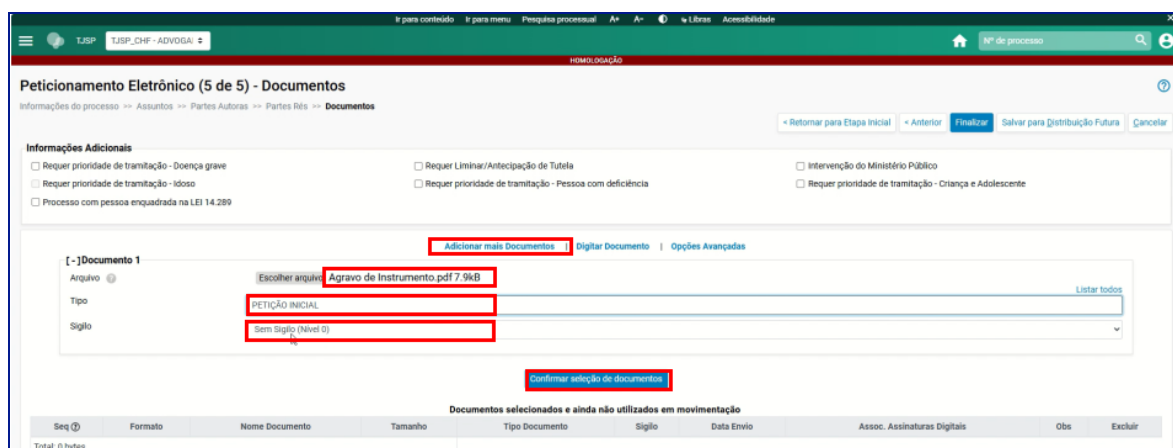 Ir para conteúdo Ir para menu Pesquisa processual A+ A- Libras Acessibilidade X
TJSP TJSP_CHF - ADVOGA Nº de processo
HOMOLOGAÇÃO
Peticionamento Eletrônico (5 de 5) - Documentos
Informações do processo >> Assuntos >> Partes Autoras >> Partes Rés >> Documentos
< Retornar para Etapa Inicial < Anterior Finalizar Salvar para Distribuição Futura Cancelar
Informações Adicionais
Requer prioridade de tramitação - Doença grave Requer Liminar/Antecipação de Tutela Intervenção do Ministério Público
Requer prioridade de tramitação - Idoso Requer prioridade de tramitação - Pessoa com deficiência Requer prioridade de tramitação - Criança e Adolescente
Processo com pessoa enquadrada na LEI 14.289
Adicionar mais Documentos | Digitar Documento | Opções Avançadas
[ - ]Documento 1
Arquivo Escolher arquivo Agravo de Instrumento.pdf 7.9kB
Listar todos
Tipo PETIÇÃO INICIAL
Sigilo Sem Sigilo (Nível 0)
Confirmar seleção de documentos
Documentos selecionados e ainda não utilizados em movimentação
Seq Formato Nome Documento Tamanho Tipo Documento Sigilo Data Envio Assoc. Assinaturas Digitais Obs Excluir
Total: 0 bytes